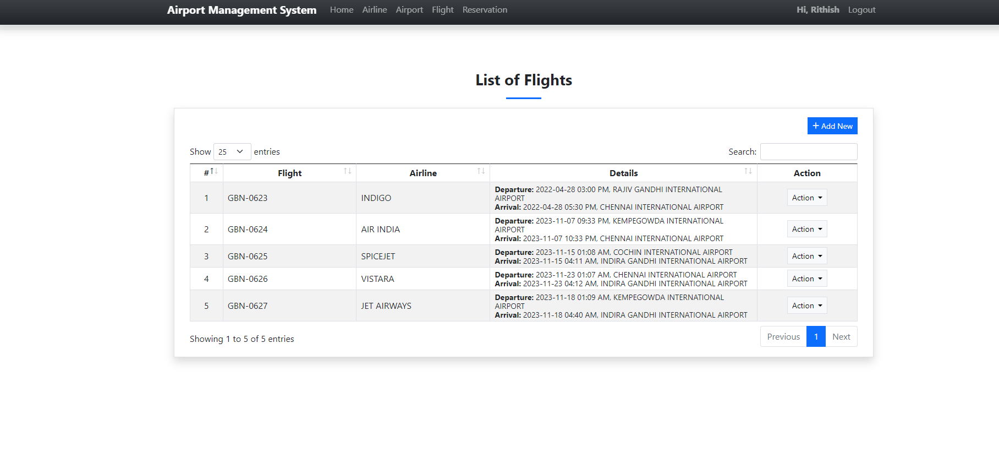 Airport Management System Home Airline Airport Flight Reservation Hi, Rithish Logout
List of Flights
+ Add New
Show 25 entries Search:
# Flight Airline Details Action
1 GBN-0623 INDIGO Departure: 2022-04-28 03:00 PM, RAJIV GANDHI INTERNATIONAL
AIRPORT
Arrival: 2022-04-28 05:30 PM, CHENNAI INTERNATIONAL AIRPORT Action
2 GBN-0624 AIR INDIA Departure: 2023-11-07 09:33 PM, KEMPEGOWDA INTERNATIONAL
AIRPORT
Arrival: 2023-11-07 10:33 PM, CHENNAI INTERNATIONAL AIRPORT Action
3 GBN-0625 SPICEJET Departure: 2023-11-15 01:08 AM, COCHIN INTERNATIONAL AIRPORT
Arrival: 2023-11-15 04:11 AM, INDIRA GANDHI INTERNATIONAL AIRPORT Action
4 GBN-0626 VISTARA Departure: 2023-11-23 01:07 AM, CHENNAI INTERNATIONAL AIRPORT
Arrival: 2023-11-23 04:12 AM, INDIRA GANDHI INTERNATIONAL AIRPORT Action
5 GBN-0627 JET AIRWAYS Departure: 2023-11-18 01:09 AM, KEMPEGOWDA INTERNATIONAL
AIRPORT
Arrival: 2023-11-18 04:40 AM, INDIRA GANDHI INTERNATIONAL AIRPORT Action
Showing 1 to 5 of 5 entries Previous 1 Next